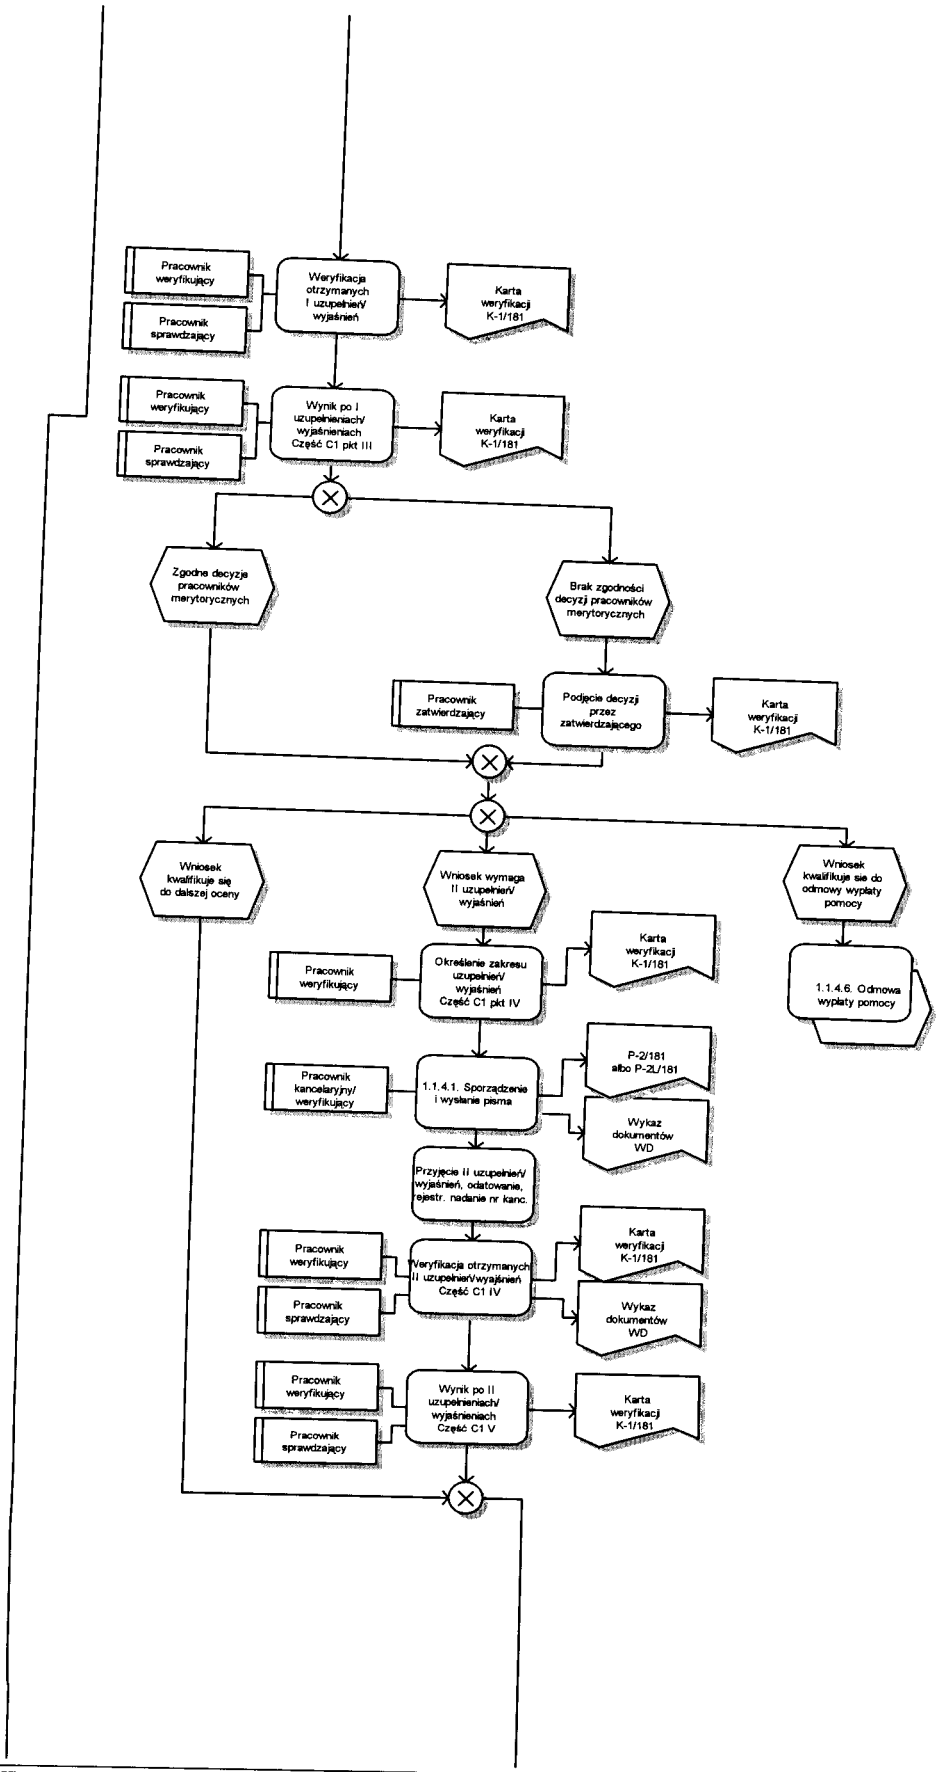 Pracownik
weryfikujący
Pracownik
sprawdzający
Weryfikacja
otrzymanych
I uzupełnień/
wyjaśnień
Karta
weryfikacji
K-1/181
Pracownik
weryfikujący
Pracownik
sprawdzający
Wynik po I
uzupełnieniach/
wyjaśnieniach
Część C1 pkt III
Karta
weryfikacji
K-1/181
Zgodne decyzje
pracowników
merytorycznych
Brak zgodności
decyzji pracowników
merytorycznych
Pracownik
zatwierdzający
Podjęcie decyzji
przez
zatwierdzającego
Karta
weryfikacji
K-1/181
Wniosek
kwalifikuje się
do dalszej oceny
Wniosek wymaga
II uzupełnień/
wyjaśnień
Wniosek
kwalifikuje sie do
odmowy wypłaty
pomocy
Pracownik
weryfikujący
Określenie zakresu
uzupełnień/
wyjaśnień
Część C1 pkt IV
Karta
weryfikacji
K-1/181
1.1.4.6. Odmowa
wypłaty pomocy
Pracownik
kancelaryjny/
weryfikujący
1.1.4.1. Sporządzenie
i wysłanie pisma
P-2/181
albo P-2L/181
Wykaz
dokumentów
WD
Przyjęcie II uzupełnień/
wyjaśnień, odatowanie,
rejestr. nadanie nr kanc.
Pracownik
weryfikujący
Pracownik
sprawdzający
Weryfikacja otrzymanych
II uzupełnień/wyajśnień
Część C1 IV
Karta
weryfikacji
K-1/181
Wykaz
dokumentów
WD
Pracownik
weryfikujący
Pracownik
sprawdzający
Wynik po II
uzupełnieniach/
wyjaśnieniach
Część C1 V
Karta
weryfikacji
K-1/181